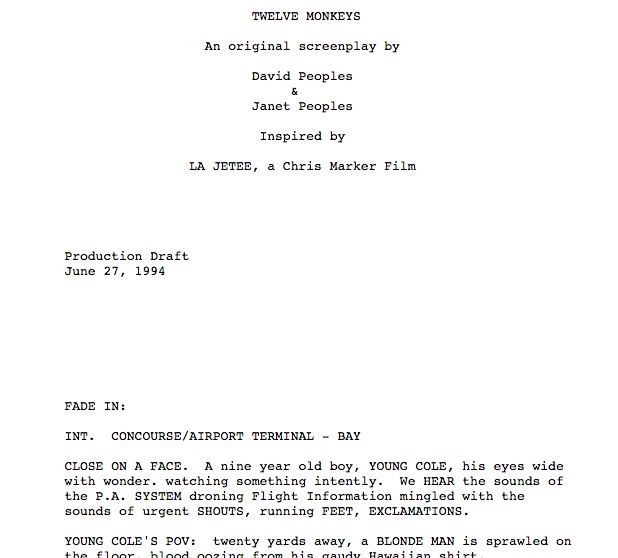 TWELVE MONKEYS
An original screenplay by
David Peoples
&
Janet Peoples
Inspired by
LA JETEE, a Chris Marker Film
Production Draft
June 27, 1994
FADE IN:
INT.  CONCOURSE/AIRPORT TERMINAL - BAY
CLOSE ON A FACE.  A nine year old boy, YOUNG COLE, his eyes wide
with wonder. watching something intently.  We HEAR the sounds of
the P.A. SYSTEM droning Flight Information mingled with the
sounds of urgent SHOUTS, running FEET, EXCLAMATIONS.
YOUNG COLE'S POV:  twenty yards away, a BLONDE MAN is sprawled on
the floor, blood oozing from his gaudy Hawaiian shirt.